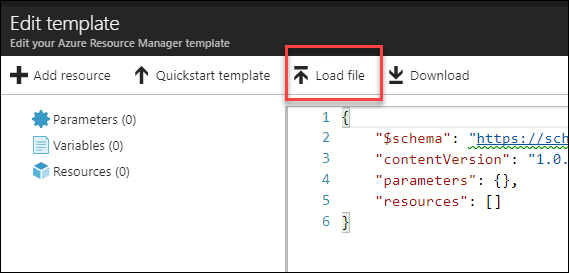 Edit template
Edit your Azure Resource Manager template
Add resource Quickstart template Load file Download
Parameters (0)
Variables (0)
Resources (0)
1 {
2 "$schema": "https://sch
3 "contentVersion": "1.0.
4 "parameters": {},
5 "resources": []
6 }